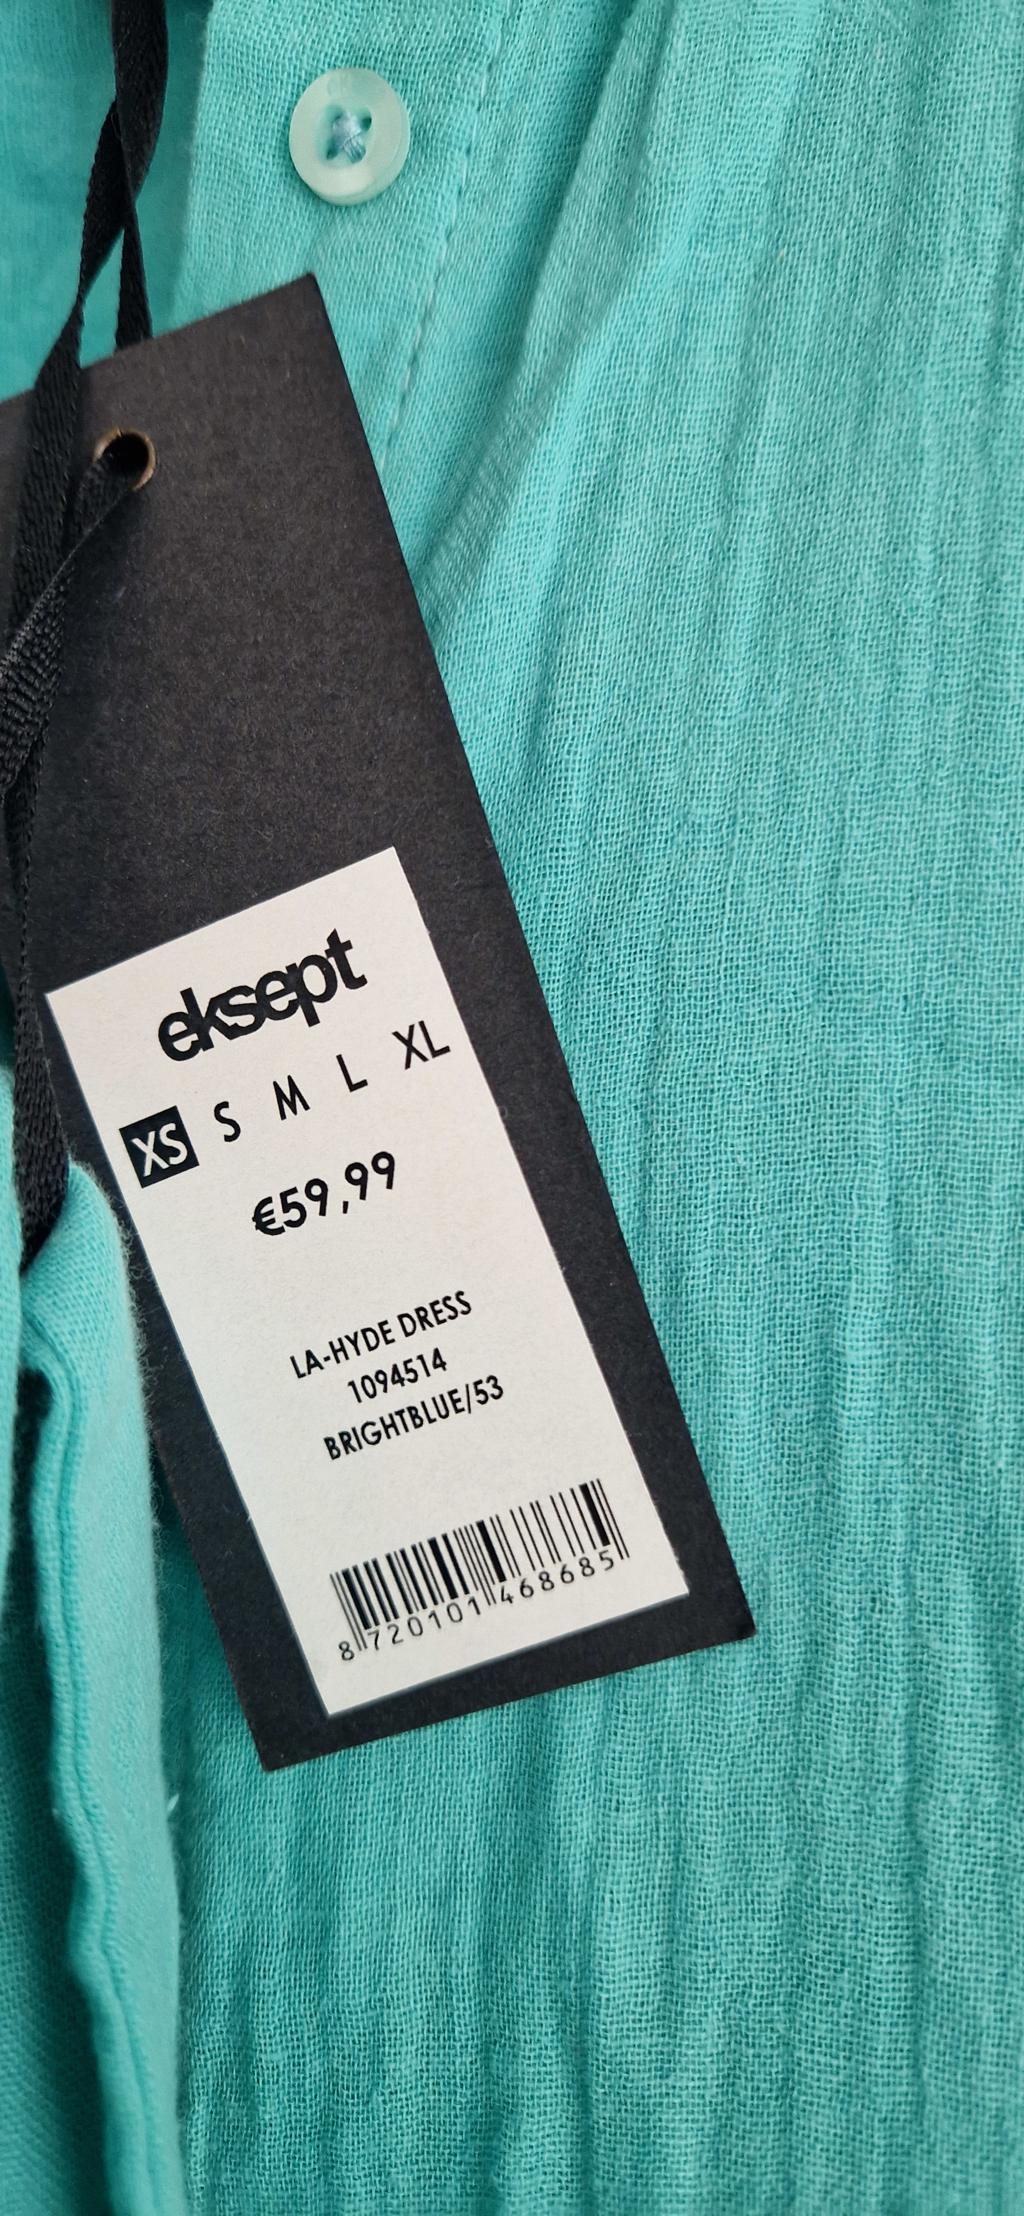 eksept
XS S M L XL
€59,99
LA-HYDE DRESS
1094514
BRIGHTBLUE/53
8 720101 468685